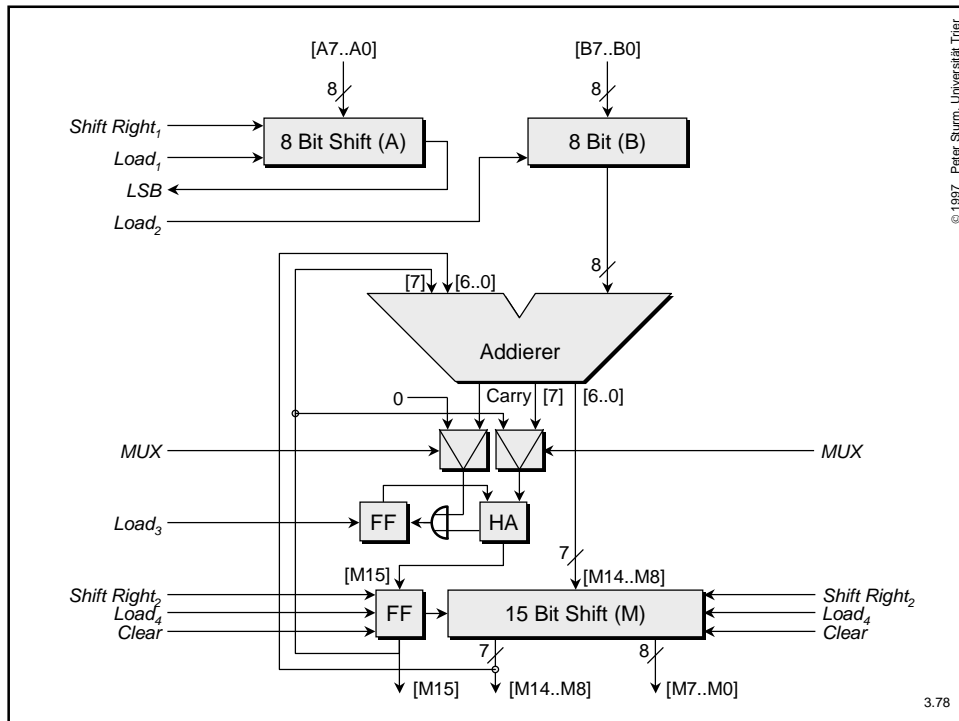 [A7..A0]
[B7..B0]
8
8
Shift Right1
8 Bit Shift (A)
8 Bit (B)
Load1
LSB
Load2
8
[7]
[6..0]
Addierer
Carry
[7]
[6..0]
0
MUX
MUX
Load3
FF
HA
7
[M15]
[M14..M8]
Shift Right2
Shift Right2
Load4
FF
15 Bit Shift (M)
Load4
Clear
Clear
7
8
[M15]
[M14..M8]
[M7..M0]
3.78
© 1997 Peter Sturm, Universität Trier